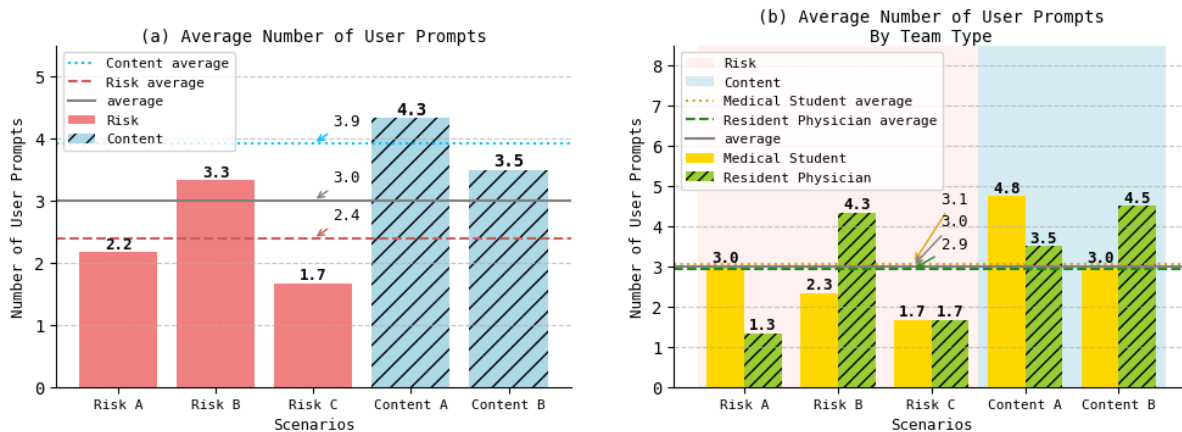 (a) Average Number of User Prompts
Number of User Prompts
5
4
3
2
1
0
Content average
Risk average
average
Risk
Content
2.2
3.3
1.7
4.3
3.5
3.9
3.0
2.4
Risk A
Risk B
Risk C
Content A
Content B
Scenarios
(b) Average Number of User Prompts
By Team Type
Number of User Prompts
8
7
6
5
4
3
2
1
0
Risk
Content
Medical Student average
Resident Physician average
average
Medical Student
Resident Physician
3.0
1.3
2.3
4.3
1.7
1.7
4.8
3.5
3.0
4.5
3.1
3.0
2.9
Risk A
Risk B
Risk C
Content A
Content B
Scenarios